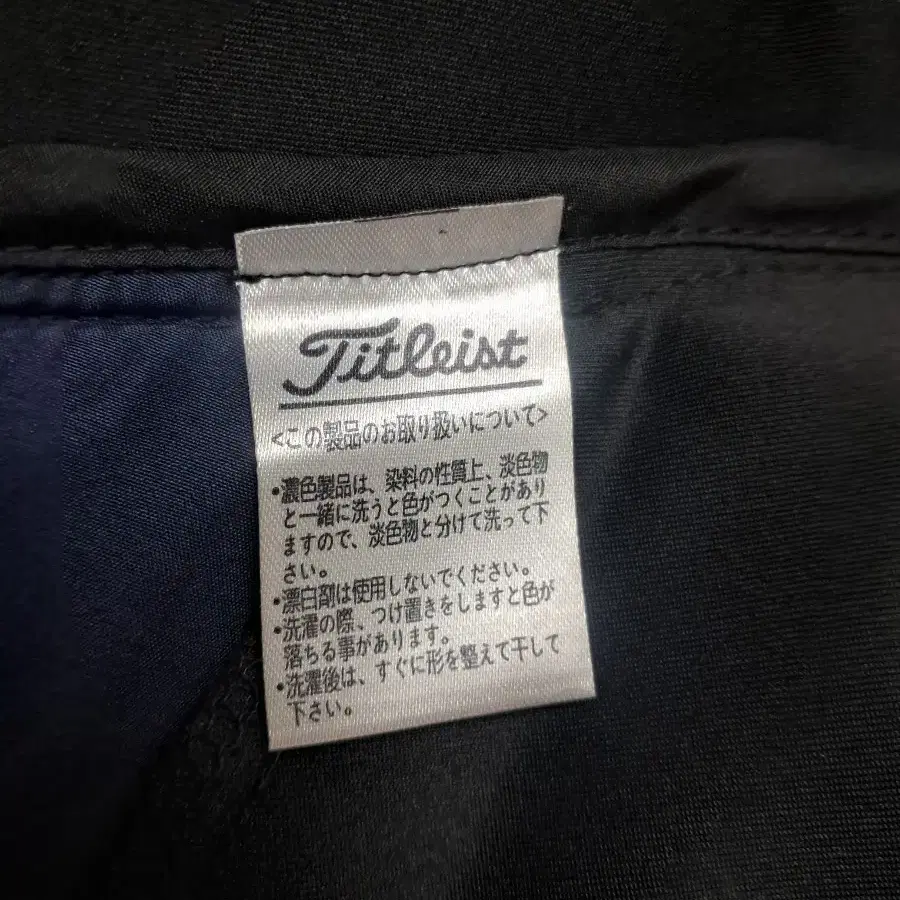 Titleist
<この製品のお取り扱いについて>
•濃色製品は、染料の性質上、淡色物
と一緒に洗うと色がつくことがあり
ますので、淡色物と分けて洗って下
さい。
•漂白剤は使用しないでください。
•洗濯の際、つけ置きをしますと色が
落ちる事があります。
•洗濯後は、すぐに形を整えて干して
下さい。